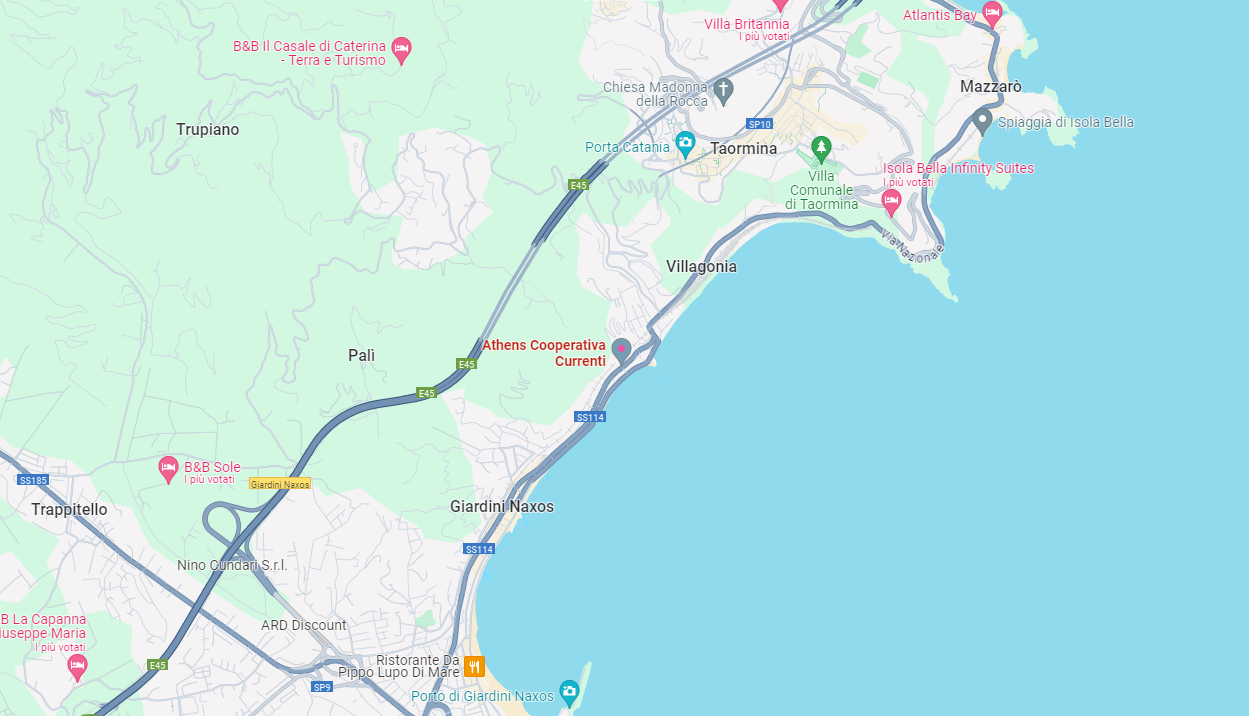 Villa Britannia
I più votati
Atlantis Bay
B&B Il Casale di Caterina
- Terra e Turismo
Chiesa Madonna
della Rocca
Mazzarò
Trupiano
SP10
Spiaggia di Isola Bella
Porta Catania
Taormina
Isola Bella Infinity Suites
I più votati
E45
Villa
Comunale
di Taormina
Via Nazionale
Villagonia
Athens Cooperativa
Currenti
Palì
E45
E45
SS114
B&B Sole
I più votati
SS185
Giardini Naxos
Trappitello
Giardini Naxos
SS114
Nino Cundari S.r.l.
B La Capanna
iuseppe Maria
I più votati
ARD Discount
E45
Ristorante Da
Pippo Lupo Di Mare
SP9
Porto di Giardini Naxos